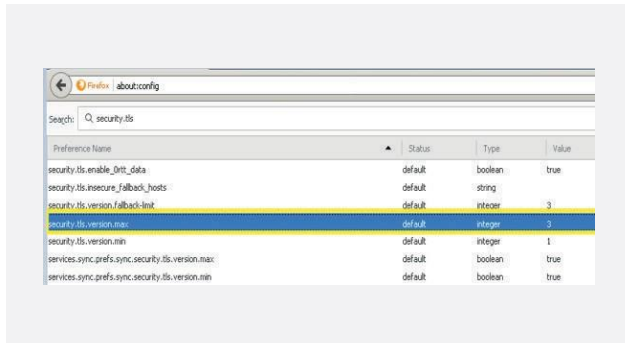 Firefox about:config
Search: security.tls
Preference Name Status Type Value
security.tls.enable_0rtt_data default boolean true
security.tls.insecure_fallback_hosts default string
security.tls.version.fallback-limit default integer 3
security.tls.version.max default integer 3
security.tls.version.min default integer 1
services.sync.prefs.sync.security.tls.version.max default boolean true
services.sync.prefs.sync.security.tls.version.min default boolean true